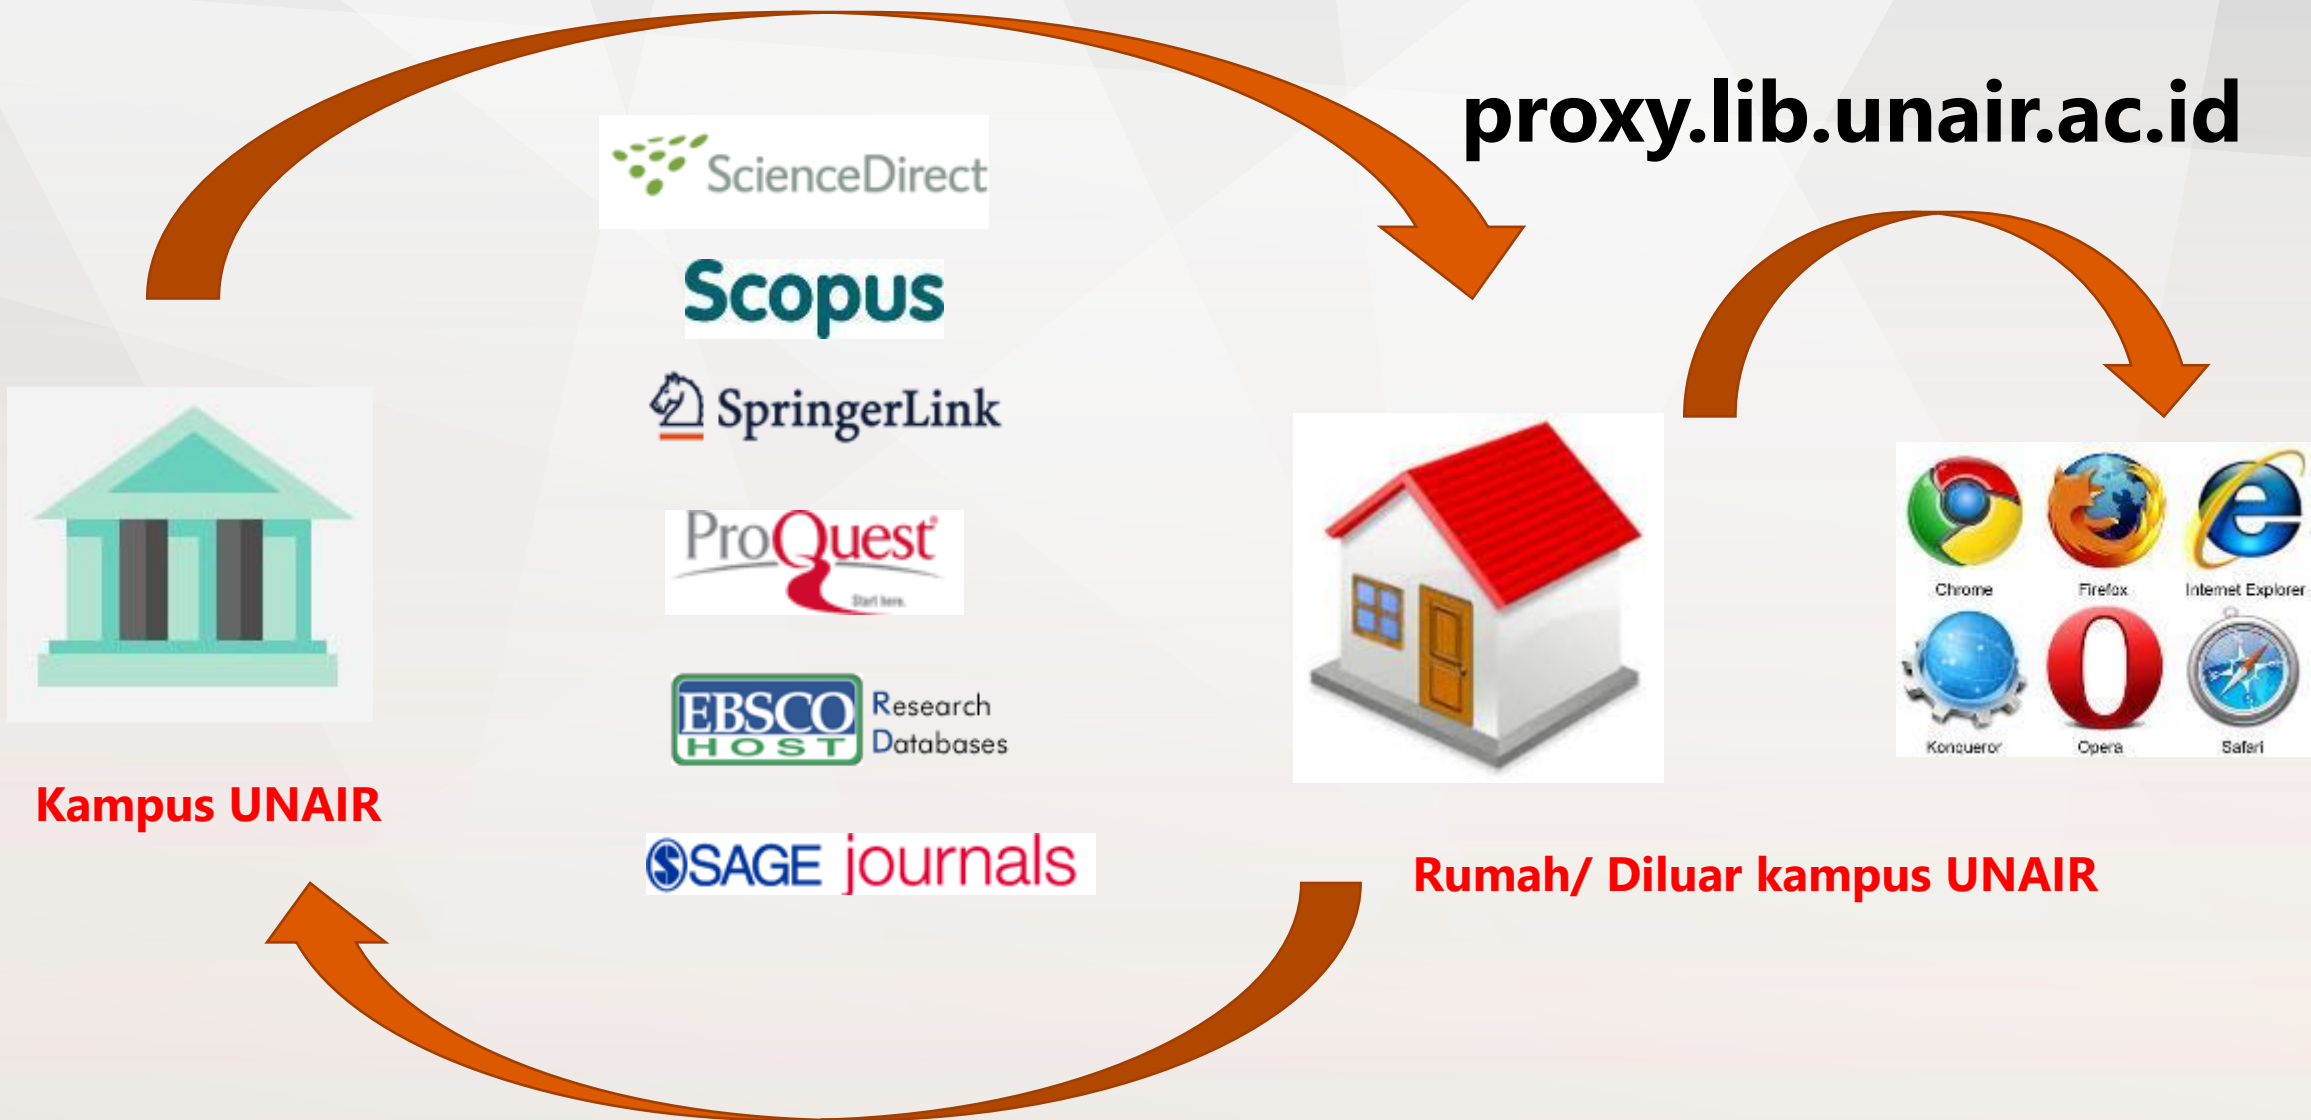 proxy.lib.unair.ac.id
ScienceDirect
Scopus
SpringerLink
ProQuest
Start here.
EBSCO
HOST
Research
Databases
SAGE journals
Chrome
Firefox
Internet Explorer
Konqueror
Opera
Safari
Kampus UNAIR
Rumah/ Diluar kampus UNAIR